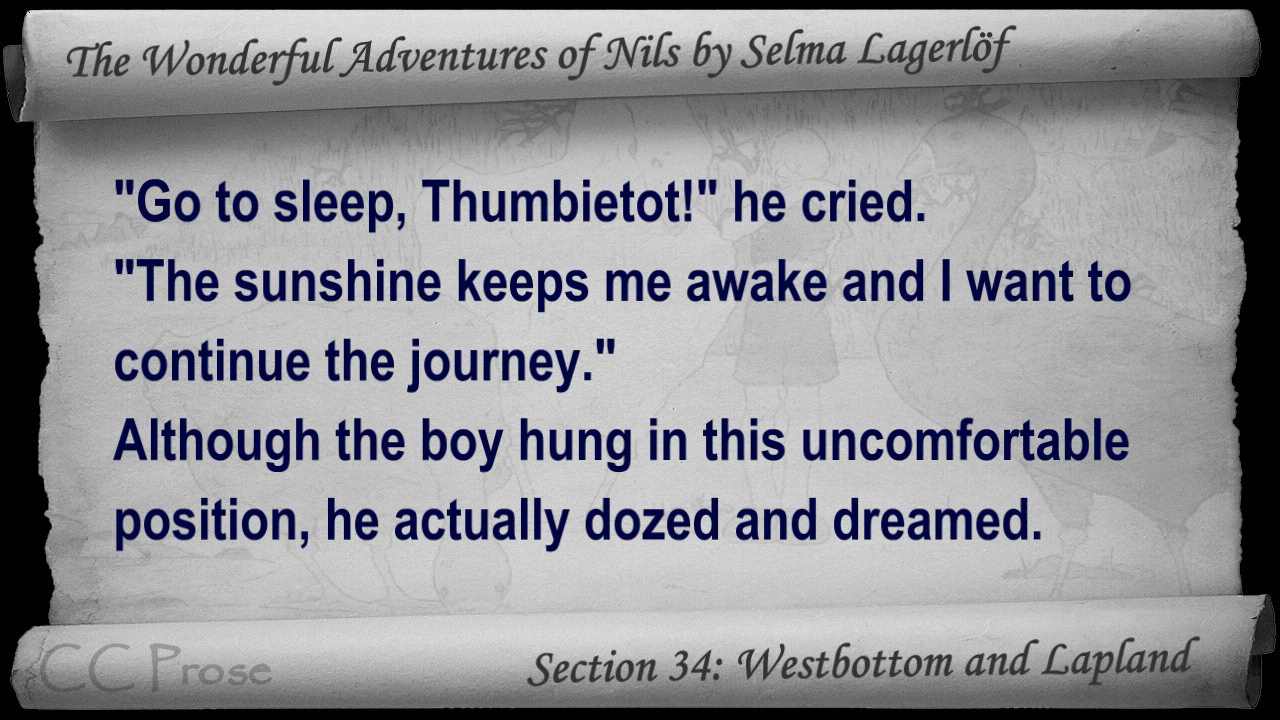 The Wonderful Adventures of Nils by Selma Lagerlöf
"Go to sleep, Thumbietot!" he cried.
"The sunshine keeps me awake and I want to
continue the journey."
Although the boy hung in this uncomfortable
position, he actually dozed and dreamed.
CC Prose
Section 34: Westbottom and Lapland